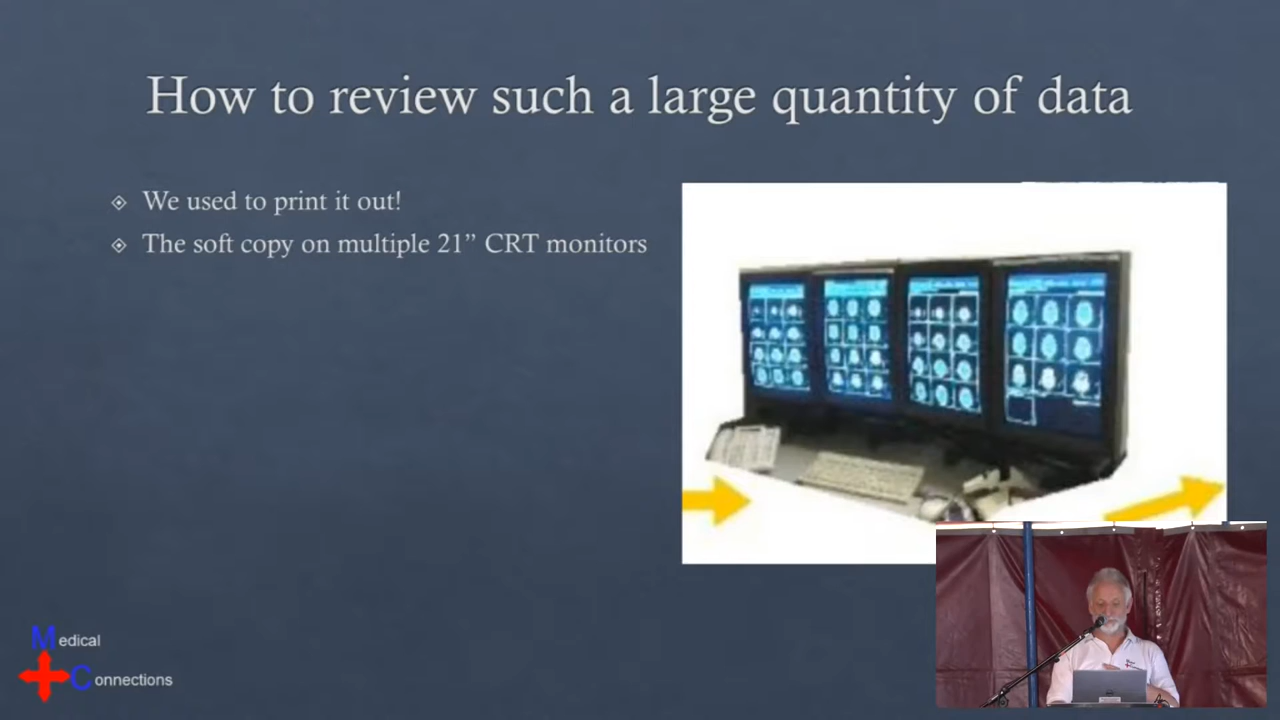 How to review such a large quantity of data
We used to print it out!
The soft copy on multiple 21” CRT monitors
Medical
Connections